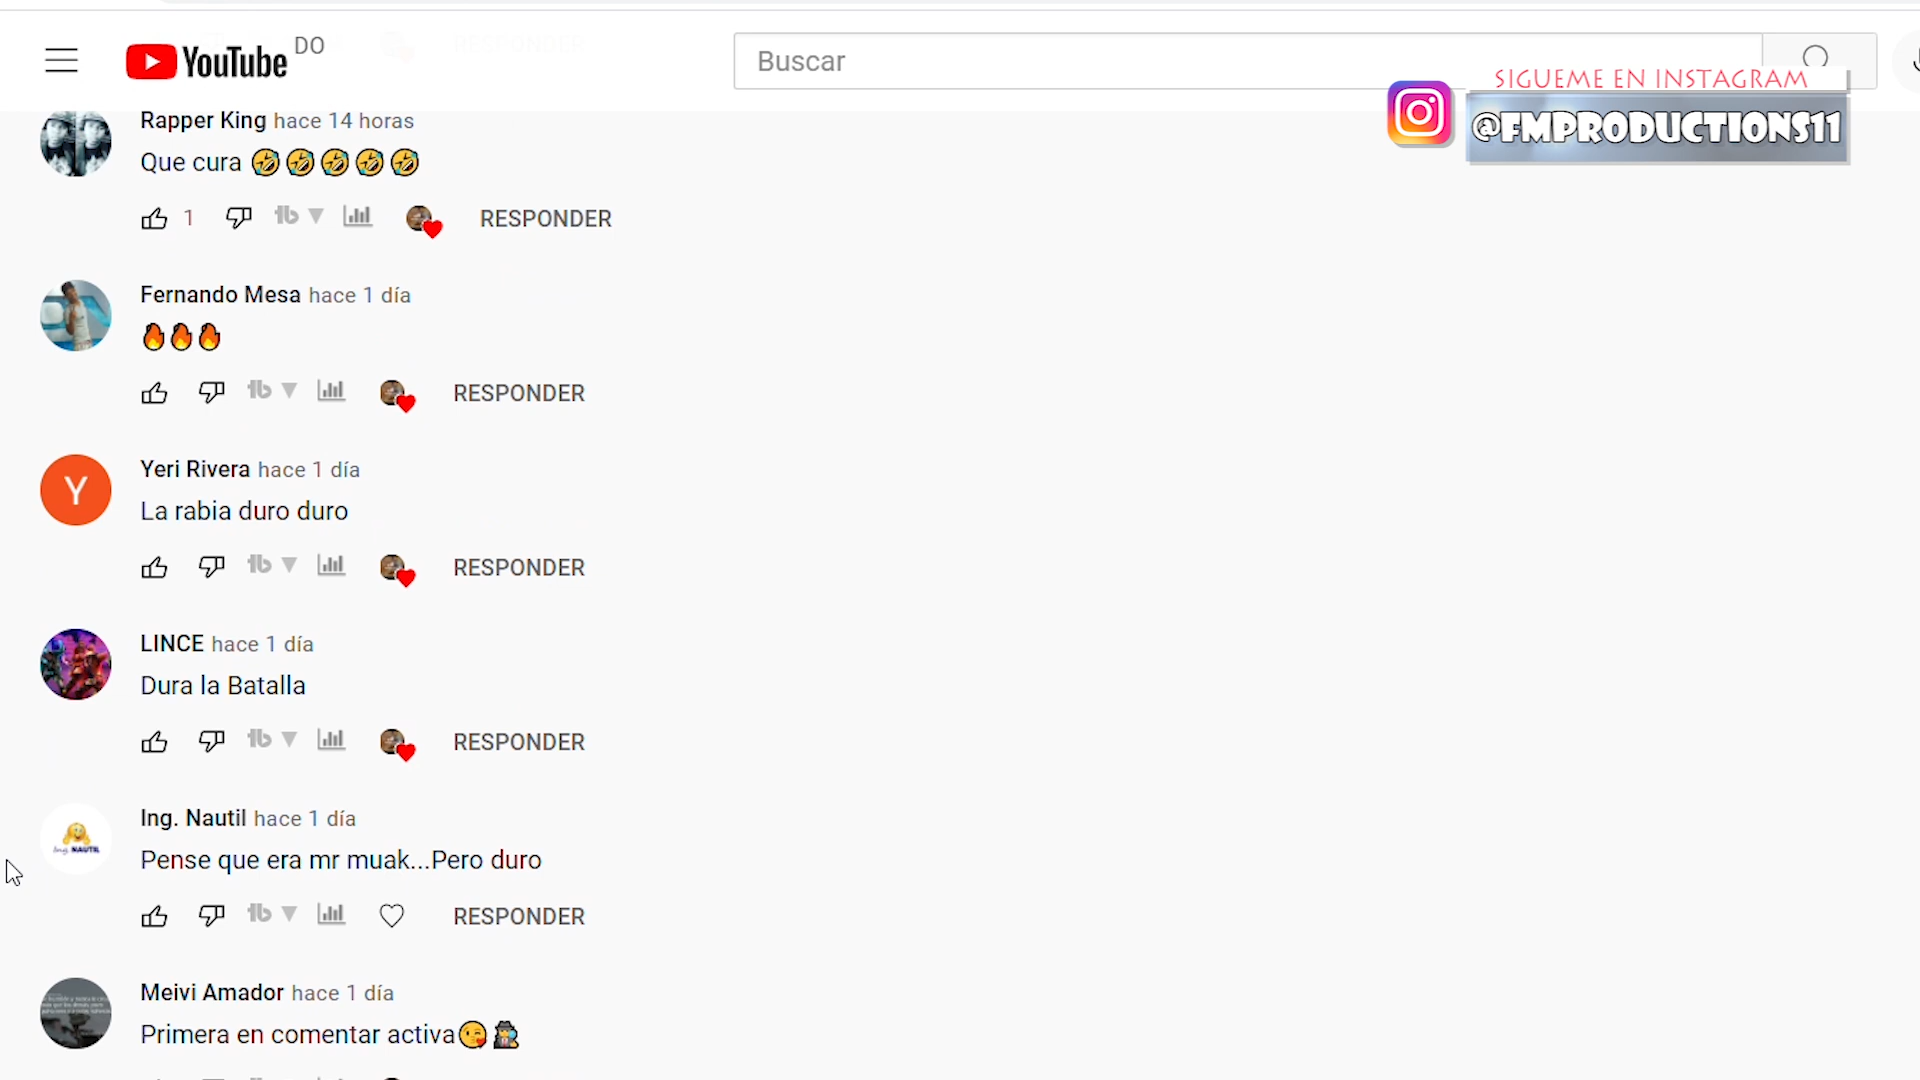 YouTube DO
Buscar
SIGUEME EN INSTAGRAM
@FMPRODUCTIONS11
Rapper King hace 14 horas
Que cura 🤣🤣🤣🤣🤣
1 RESPONDER
Fernando Mesa hace 1 día
🔥🔥🔥
RESPONDER
Y
Yeri Rivera hace 1 día
La rabia duro duro
RESPONDER
LINCE hace 1 día
Dura la Batalla
RESPONDER
Ing. NAUTIL
Ing. Nautil hace 1 día
Pense que era mr muak...Pero duro
RESPONDER
Meivi Amador hace 1 día
Primera en comentar activa😘🕵️